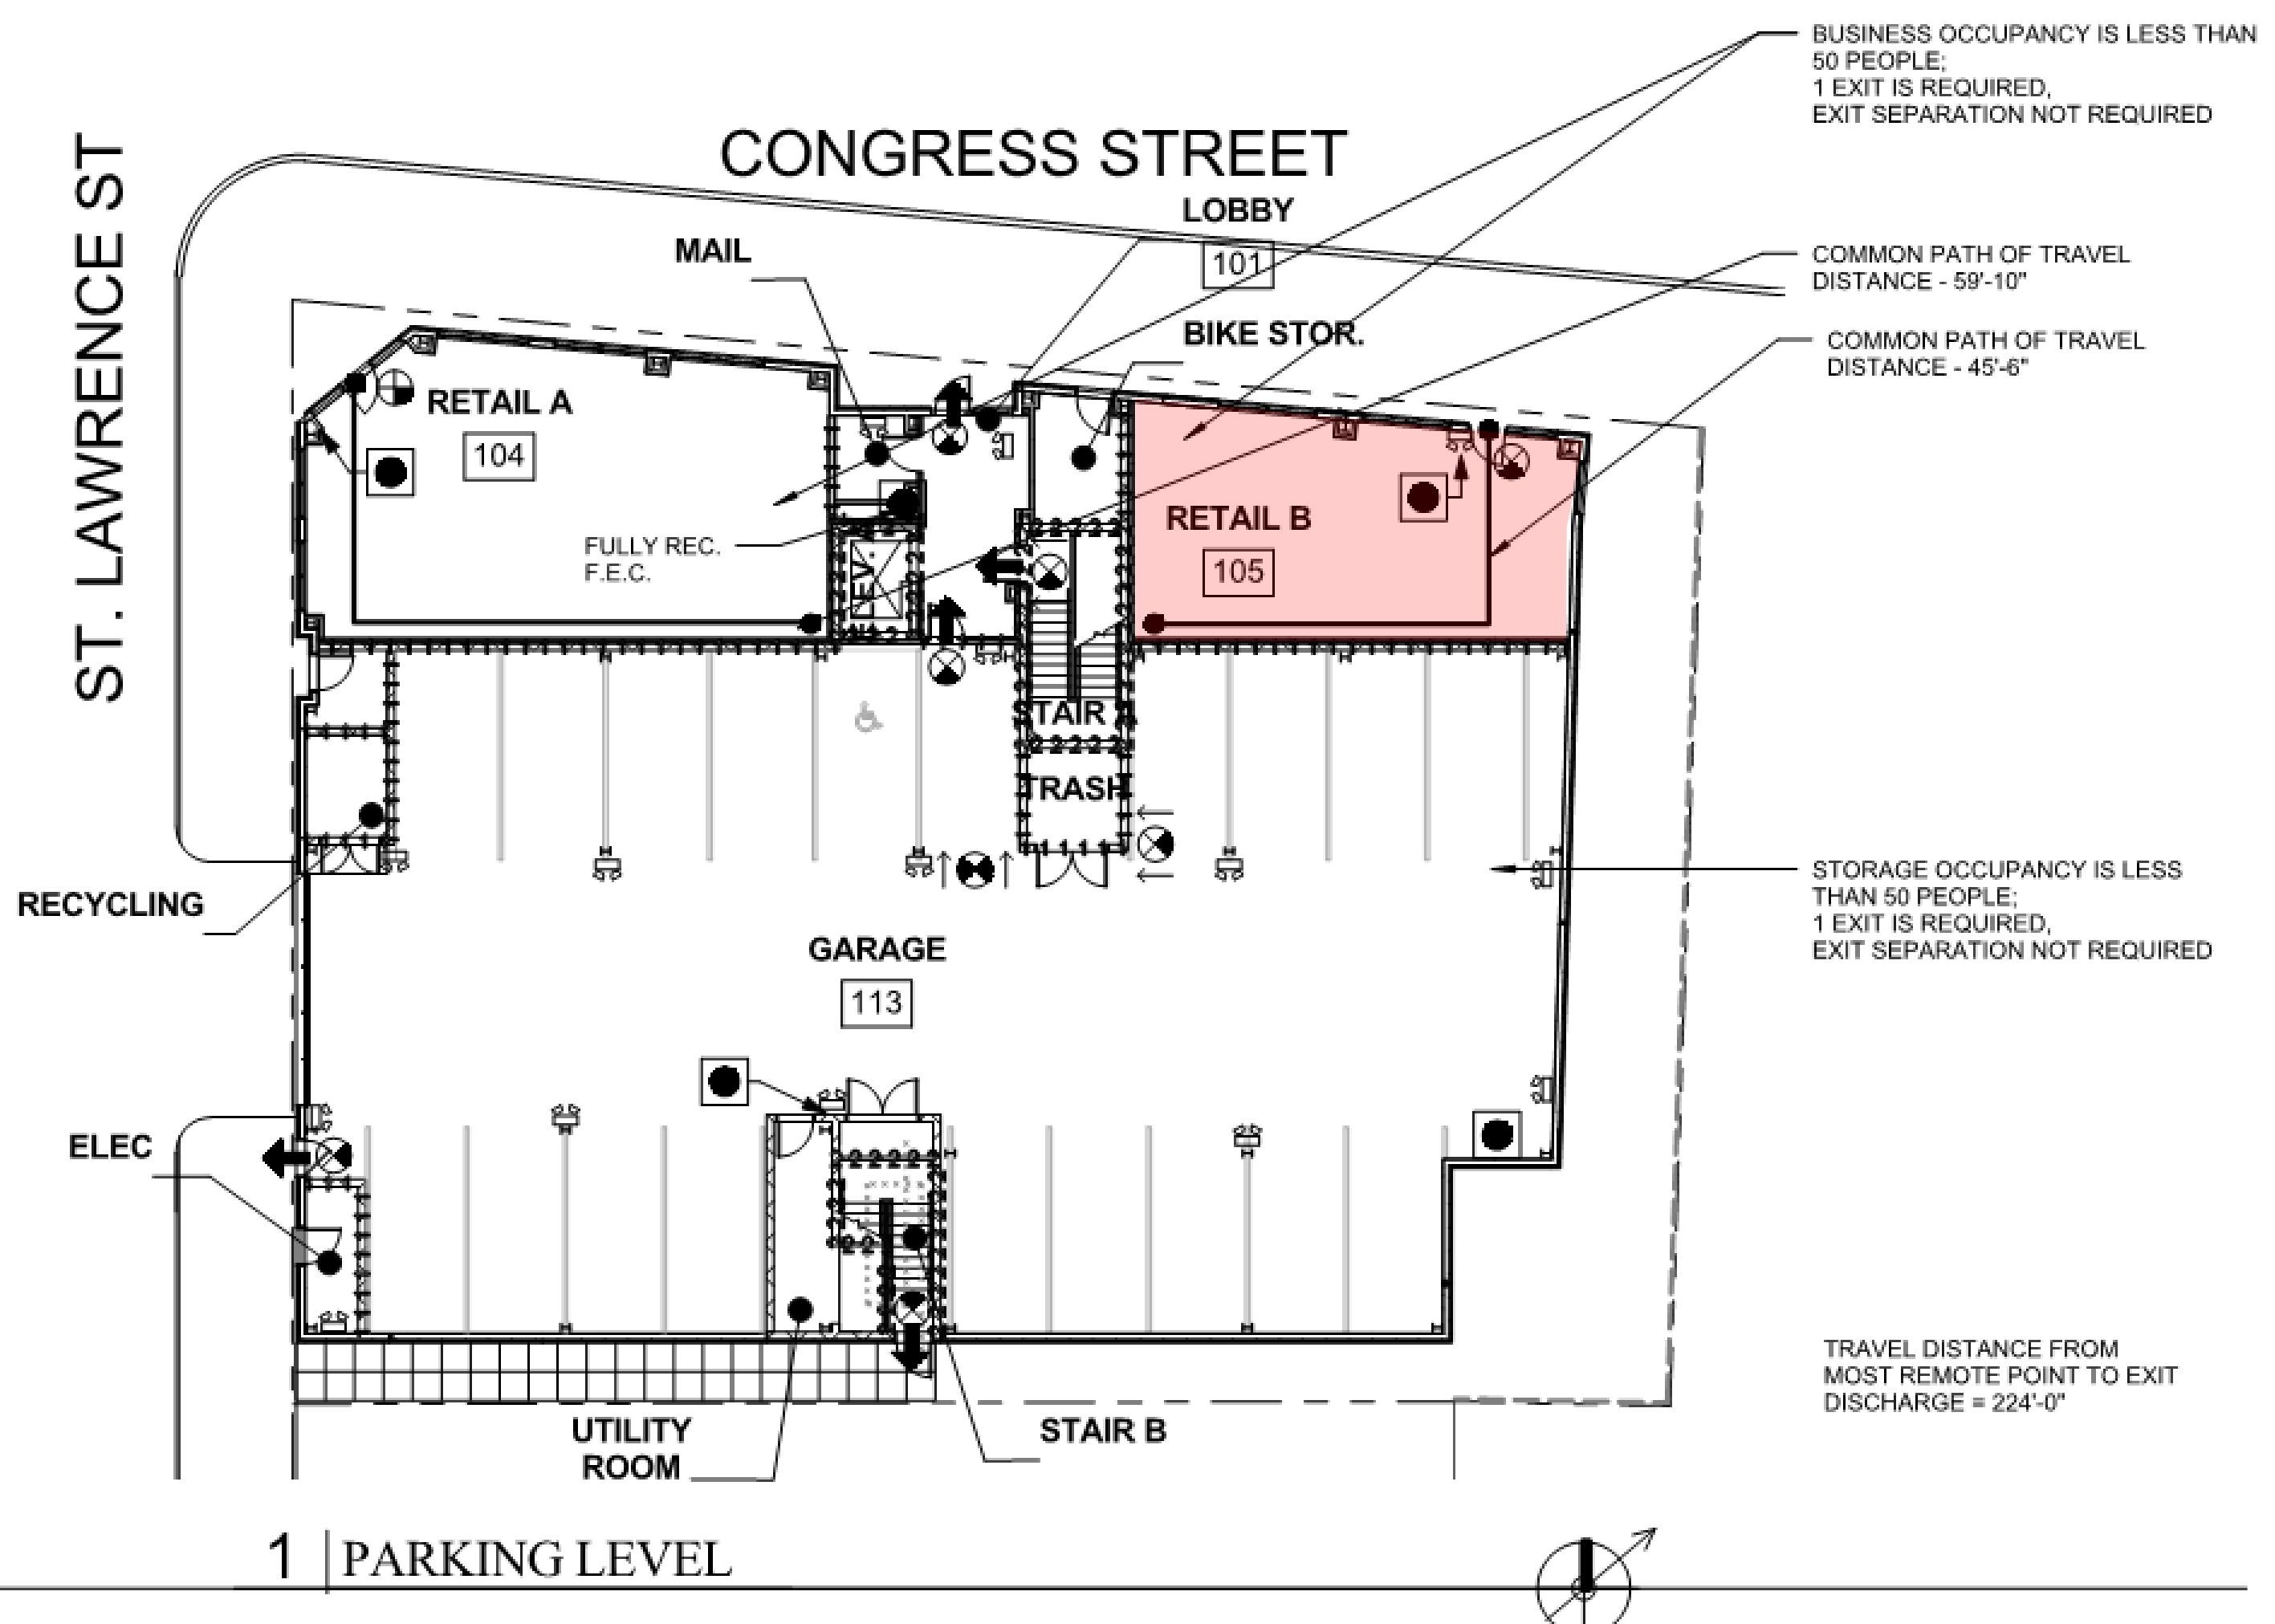 BUSINESS OCCUPANCY IS LESS THAN
50 PEOPLE;
1 EXIT IS REQUIRED,
EXIT SEPARATION NOT REQUIRED
CONGRESS STREET
ST. LAWRENCE ST
LOBBY
101
MAIL
COMMON PATH OF TRAVEL
DISTANCE - 59'-10"
BIKE STOR.
COMMON PATH OF TRAVEL
DISTANCE - 45'-6"
RETAIL A
104
RETAIL B
105
FULLY REC.
F.E.C.
ELEV.
STAIR A
TRASH
STORAGE OCCUPANCY IS LESS
THAN 50 PEOPLE;
1 EXIT IS REQUIRED,
EXIT SEPARATION NOT REQUIRED
RECYCLING
GARAGE
113
ELEC
TRAVEL DISTANCE FROM
MOST REMOTE POINT TO EXIT
DISCHARGE = 224'-0"
UTILITY
ROOM
STAIR B
1 PARKING LEVEL